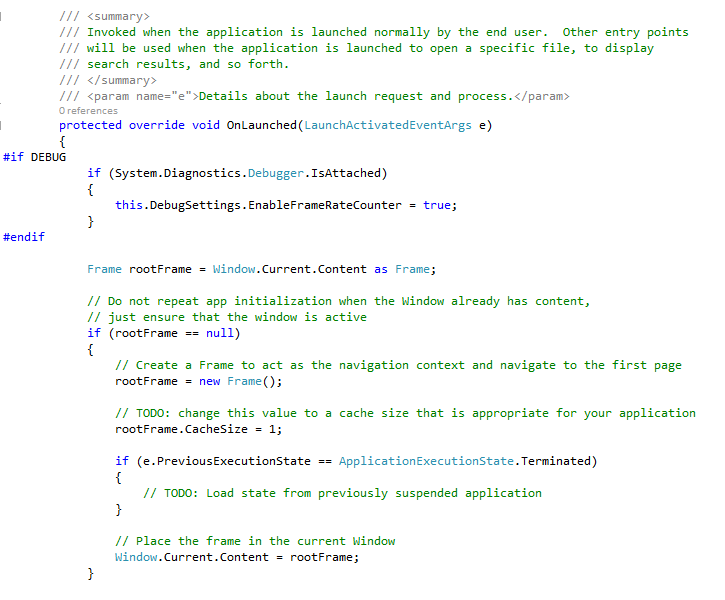 /// <summary>
/// Invoked when the application is launched normally by the end user.  Other entry points
/// will be used when the application is launched to open a specific file, to display
/// search results, and so forth.
/// </summary>
/// <param name="e">Details about the launch request and process.</param>
0 references
protected override void OnLaunched(LaunchActivatedEventArgs e)
{
#if DEBUG
if (System.Diagnostics.Debugger.IsAttached)
{
this.DebugSettings.EnableFrameRateCounter = true;
}
#endif
Frame rootFrame = Window.Current.Content as Frame;
// Do not repeat app initialization when the Window already has content,
// just ensure that the window is active
if (rootFrame == null)
{
// Create a Frame to act as the navigation context and navigate to the first page
rootFrame = new Frame();
// TODO: change this value to a cache size that is appropriate for your application
rootFrame.CacheSize = 1;
if (e.PreviousExecutionState == ApplicationExecutionState.Terminated)
{
// TODO: Load state from previously suspended application
}
// Place the frame in the current Window
Window.Current.Content = rootFrame;
}